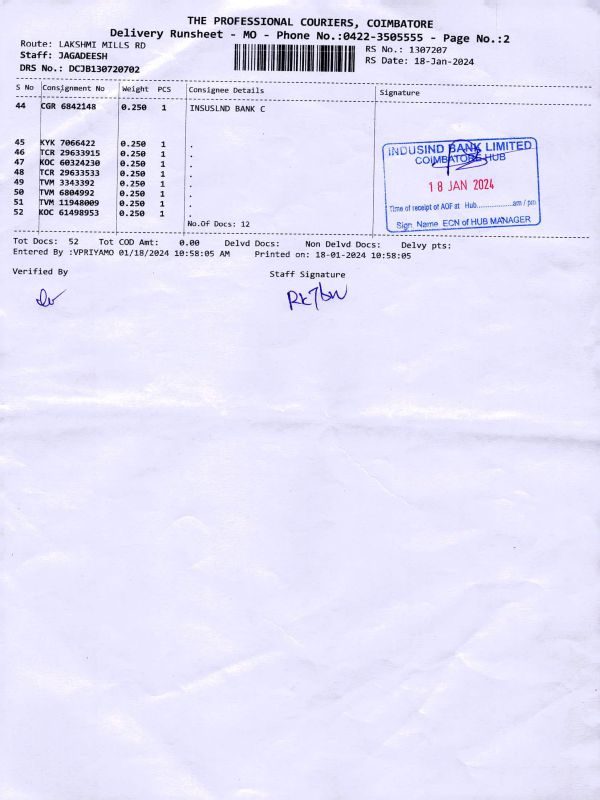 THE PROFESSIONAL COURIERS, COIMBATORE
Delivery Runsheet - MO - Phone No.:0422-3505555 - Page No.:2
Route: LAKSHMI MILLS RD
RS No.: 1307207
Staff: JAGADEESH
RS Date: 18-Jan-2024
DRS No.: DCJB130720702
S No Consignment No Weight PCS Consignee Details Signature
44 CGR 6842148 0.250 1 INSUSLND BANK C
45 KYK 7066422 0.250 1 .
46 TCR 29633915 0.250 1 .
47 KOC 60324230 0.250 1 .
48 TCR 29633533 0.250 1 .
49 TVM 3343392 0.250 1 .
50 TVM 6804992 0.250 1 .
51 TVM 11948009 0.250 1 .
52 KOC 61498953 0.250 1 .
No.Of Docs: 12
INDUSIND BANK LIMITED
COIMBATORE HUB
18 JAN 2024
Time of receipt of AOF at Hub..................am / pm
Sign, Name ECN of HUB MANAGER
Tot Docs: 52 Tot COD Amt: 0.00 Delvd Docs: Non Delvd Docs: Delvy pts:
Entered By :VPRIYAMO 01/18/2024 10:58:05 AM Printed on: 18-01-2024 10:58:05
Verified By Staff Signature